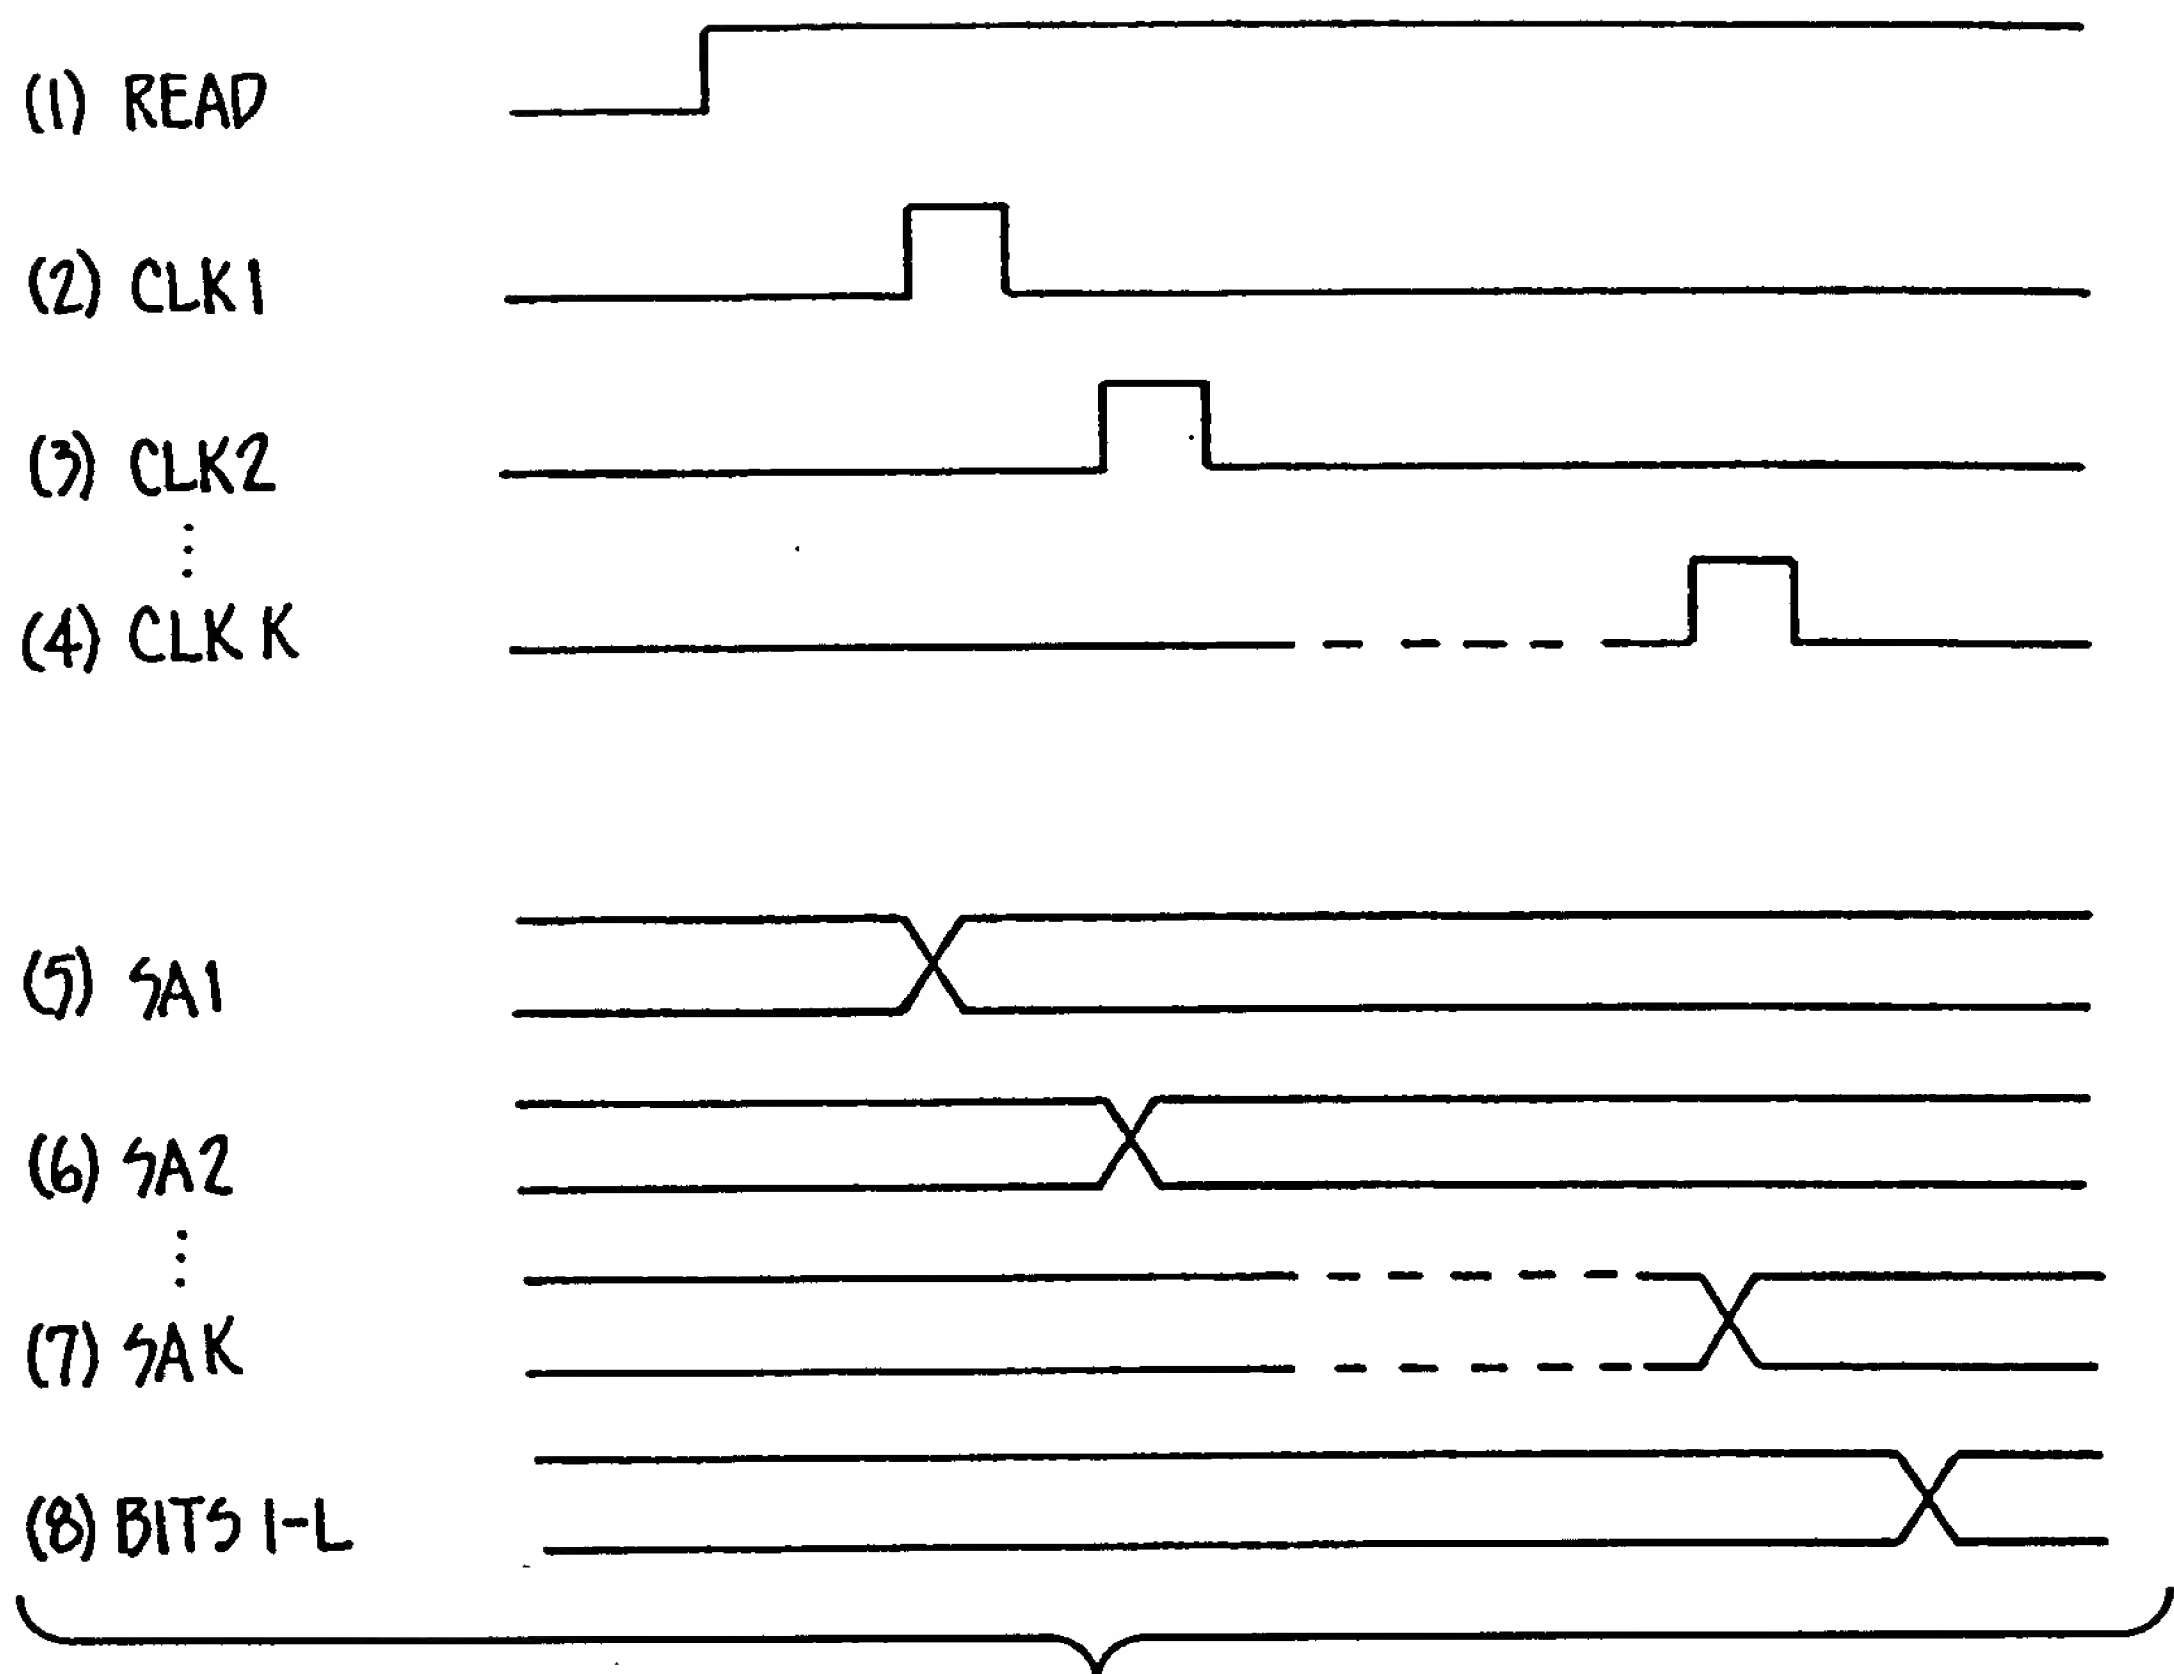 (1) READ
(2) CLK1
(3) CLK2
(4) CLK K
(5) SA1
(6) SA2
(7) SAK
(8) BITS 1-L